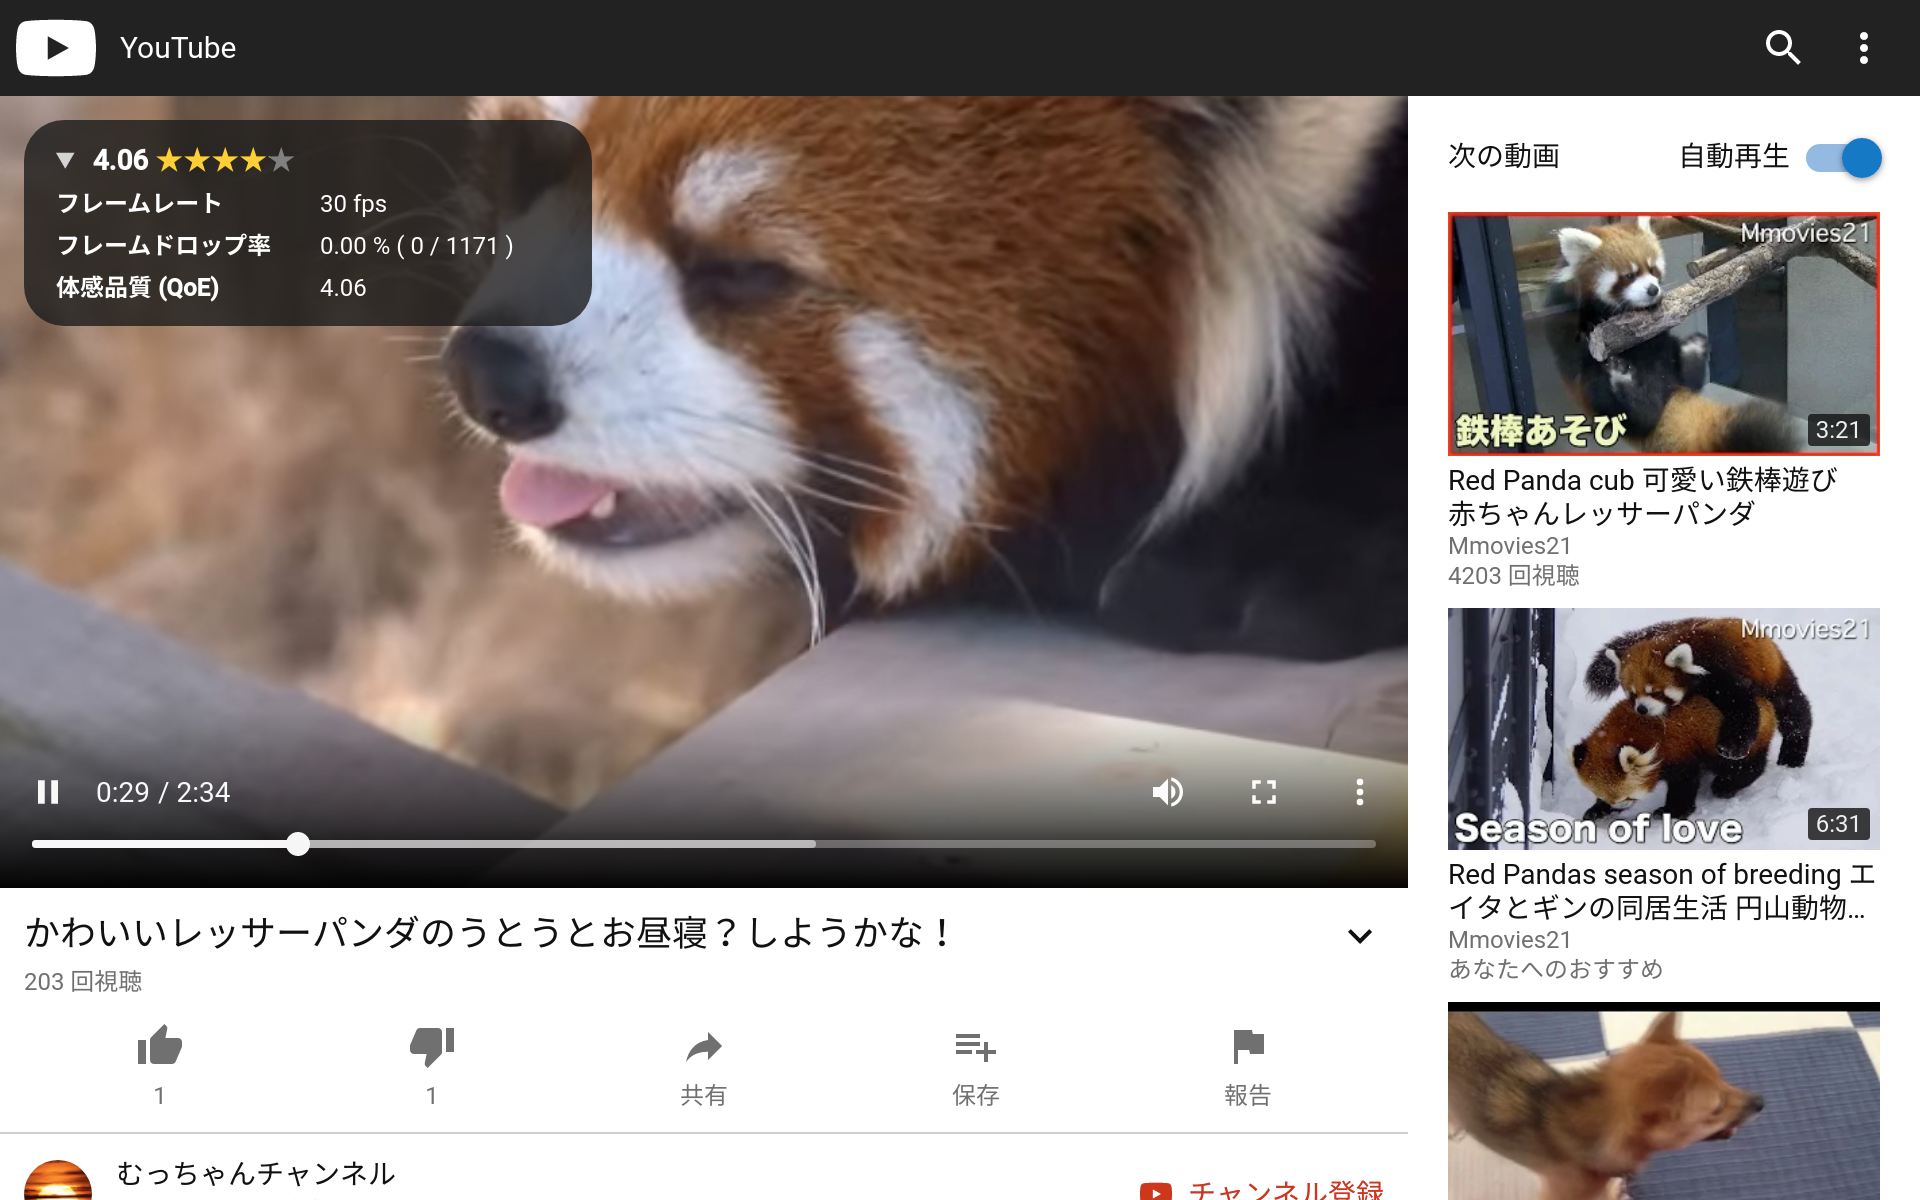 YouTube
▼ 4.06 ★★★★★
フレームレート 30 fps
フレームドロップ率 0.00 % ( 0 / 1171 )
体感品質 (QoE) 4.06
0:29 / 2:34
かわいいレッサーパンダのうとうとお昼寝？しようかな！
203 回視聴
1
1
共有
保存
報告
むっちゃんチャンネル
チャンネル登録
次の動画
自動再生
Mmovies21
鉄棒あそび
3:21
Red Panda cub 可愛い鉄棒遊び
赤ちゃんレッサーパンダ
Mmovies21
4203 回視聴
Mmovies21
Season of love
6:31
Red Pandas season of breeding エ
イタとギンの同居生活 円山動物...
Mmovies21
あなたへのおすすめ